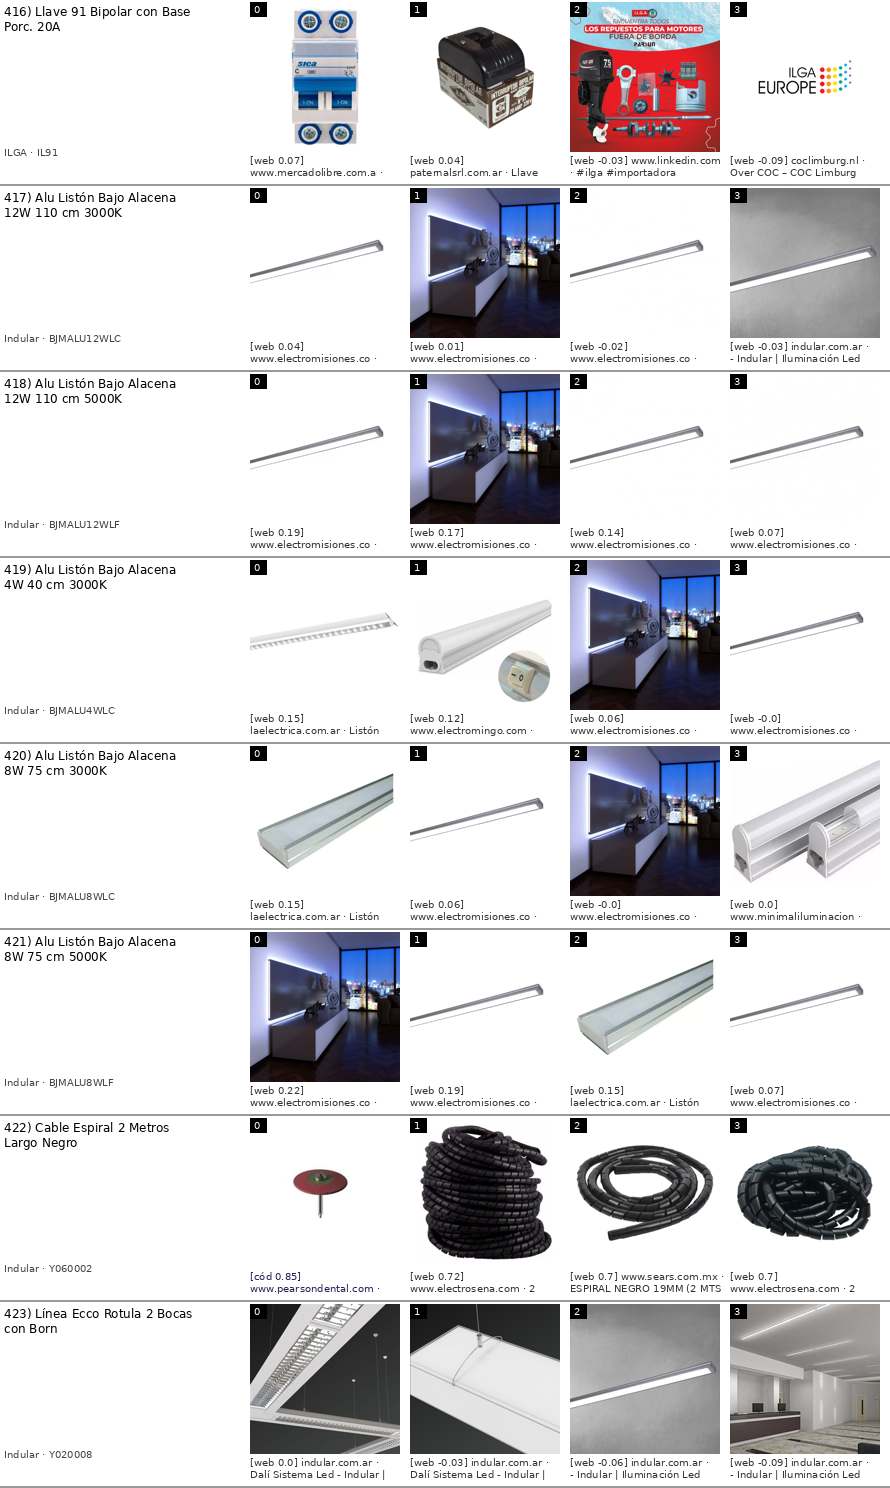 416) Llave 91 Bipolar con Base
Porc. 20A
ILGA · IL91
0
[web 0.07]
www.mercadolibre.com.a ·
1
[web 0.04]
paternalsrl.com.ar · Llave
2
ENCUENTRA TODOS
LOS REPUESTOS PARA MOTORES
FUERA DE BORDA
PARSUN
[web -0.03] www.linkedin.com
· #ilga #importadora
3
ILGA
EUROPE
[web -0.09] coclimburg.nl ·
Over COC – COC Limburg
417) Alu Listón Bajo Alacena
12W 110 cm 3000K
Indular · BJMALU12WLC
0
[web 0.04]
www.electromisiones.co ·
1
[web 0.01]
www.electromisiones.co ·
2
[web -0.02]
www.electromisiones.co ·
3
[web -0.03] indular.com.ar ·
- Indular | Iluminación Led
418) Alu Listón Bajo Alacena
12W 110 cm 5000K
Indular · BJMALU12WLF
0
[web 0.19]
www.electromisiones.co ·
1
[web 0.17]
www.electromisiones.co ·
2
[web 0.14]
www.electromisiones.co ·
3
[web 0.07]
www.electromisiones.co ·
419) Alu Listón Bajo Alacena
4W 40 cm 3000K
Indular · BJMALU4WLC
0
[web 0.15]
laelectrica.com.ar · Listón
1
[web 0.12]
www.electromingo.com ·
2
[web 0.06]
www.electromisiones.co ·
3
[web -0.0]
www.electromisiones.co ·
420) Alu Listón Bajo Alacena
8W 75 cm 3000K
Indular · BJMALU8WLC
0
[web 0.15]
laelectrica.com.ar · Listón
1
[web 0.06]
www.electromisiones.co ·
2
[web -0.0]
www.electromisiones.co ·
3
[web 0.0]
www.minimaliluminacion ·
421) Alu Listón Bajo Alacena
8W 75 cm 5000K
Indular · BJMALU8WLF
0
[web 0.22]
www.electromisiones.co ·
1
[web 0.19]
www.electromisiones.co ·
2
[web 0.15]
laelectrica.com.ar · Listón
3
[web 0.07]
www.electromisiones.co ·
422) Cable Espiral 2 Metros
Largo Negro
Indular · Y060002
0
[cód 0.85]
www.pearsondental.com ·
1
[web 0.72]
www.electrosena.com · 2
2
[web 0.7] www.sears.com.mx ·
ESPIRAL NEGRO 19MM (2 MTS
3
[web 0.7]
www.electrosena.com · 2
423) Línea Ecco Rotula 2 Bocas
con Born
Indular · Y020008
0
[web 0.0] indular.com.ar ·
Dalí Sistema Led - Indular |
1
[web -0.03] indular.com.ar ·
Dalí Sistema Led - Indular |
2
[web -0.06] indular.com.ar ·
- Indular | Iluminación Led
3
[web -0.09] indular.com.ar ·
- Indular | Iluminación Led